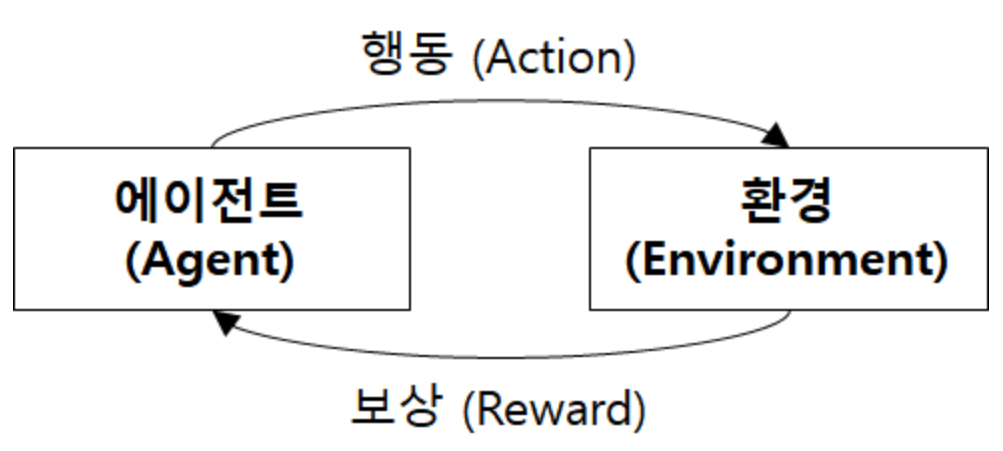 행동 (Action)
에이전트
(Agent)
환경
(Environment)
보상 (Reward)